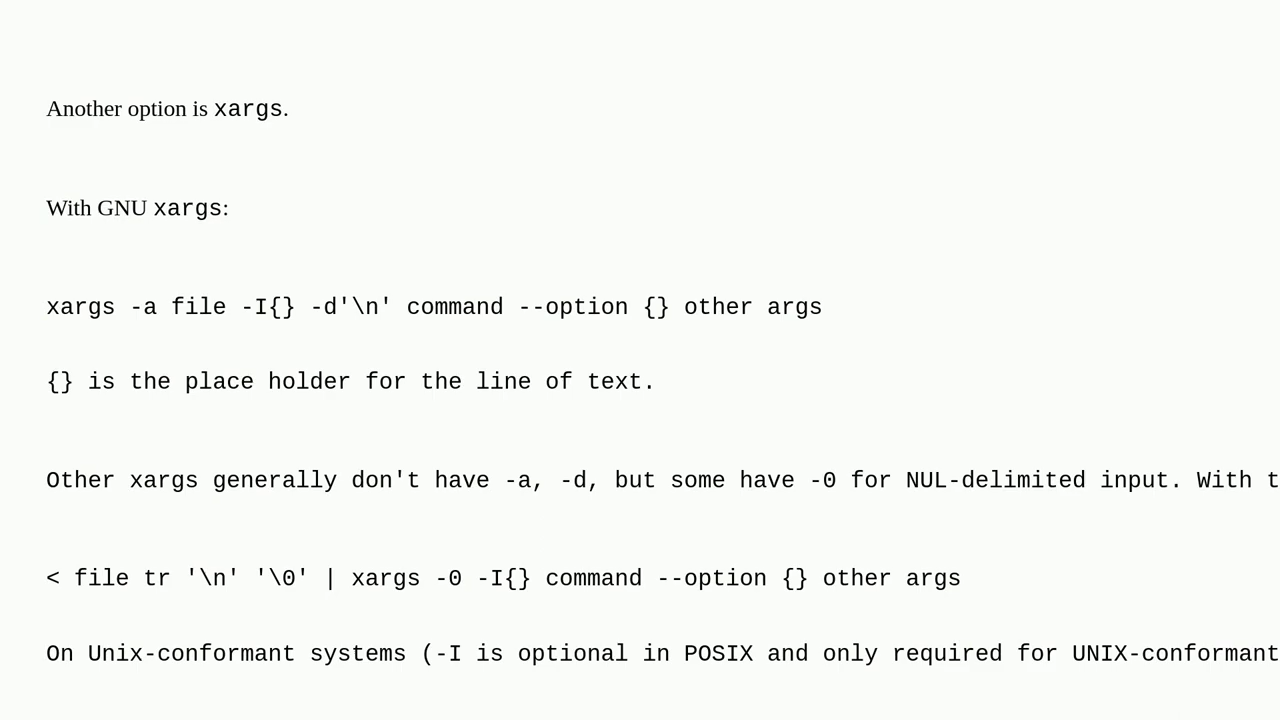 Another option is xargs.
With GNU xargs:
xargs -a file -I{} -d'\n' command --option {} other args
{} is the place holder for the line of text.
Other xargs generally don't have -a, -d, but some have -0 for NUL-delimited input. With
< file tr '\n' '\0' | xargs -0 -I{} command --option {} other args
On Unix-conformant systems (-I is optional in POSIX and only required for UNIX-conformant